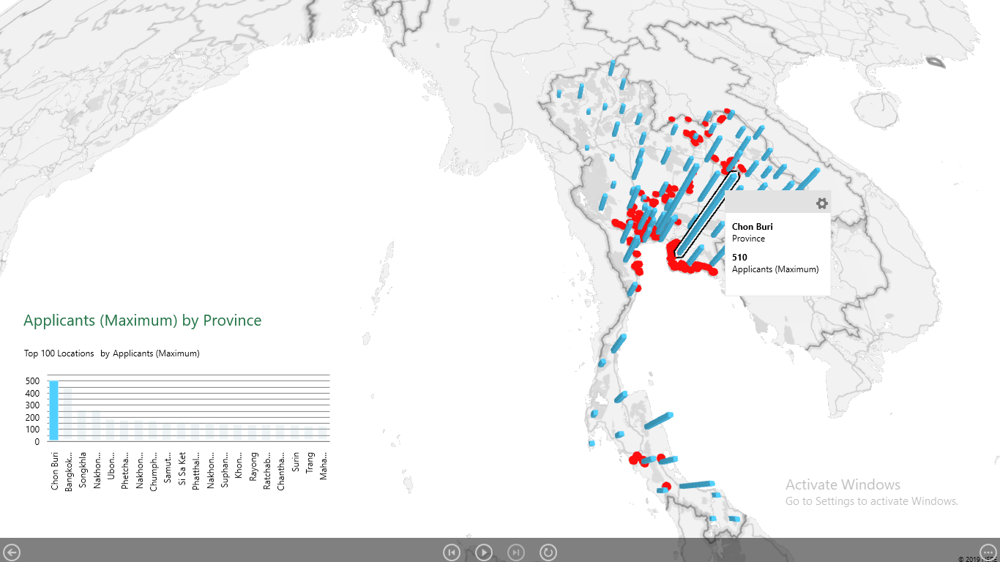 Chon Buri
Province
510
Applicants (Maximum)
Applicants (Maximum) by Province
Top 100 Locations by Applicants (Maximum)
500
400
300
200
100
0
Chon Buri
Bangkok...
Songkhla
Nakhon...
Ubon...
Phetcha...
Nakhon...
Chumph...
Samut...
Si Sa Ket
Phatthal...
Nakhon...
Suphan...
Khon...
Rayong
Ratchab...
Chantha...
Surin
Trang
Maha...
Activate Windows
Go to Settings to activate Windows.
© 2019 HERE